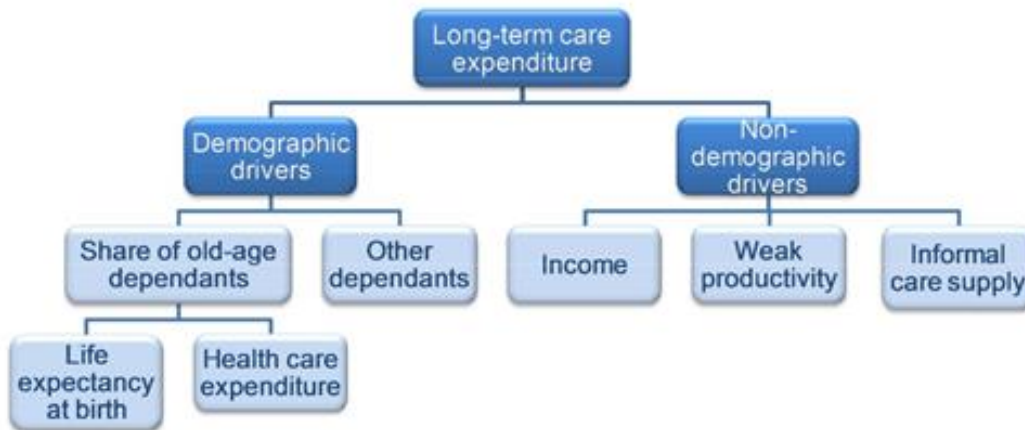 Long-term care
expenditure
Demographic
drivers
Non-
demographic
drivers
Share of old-age
dependants
Other
dependants
Income
Weak
productivity
Informal
care supply
Life
expectancy
at birth
Health care
expenditure